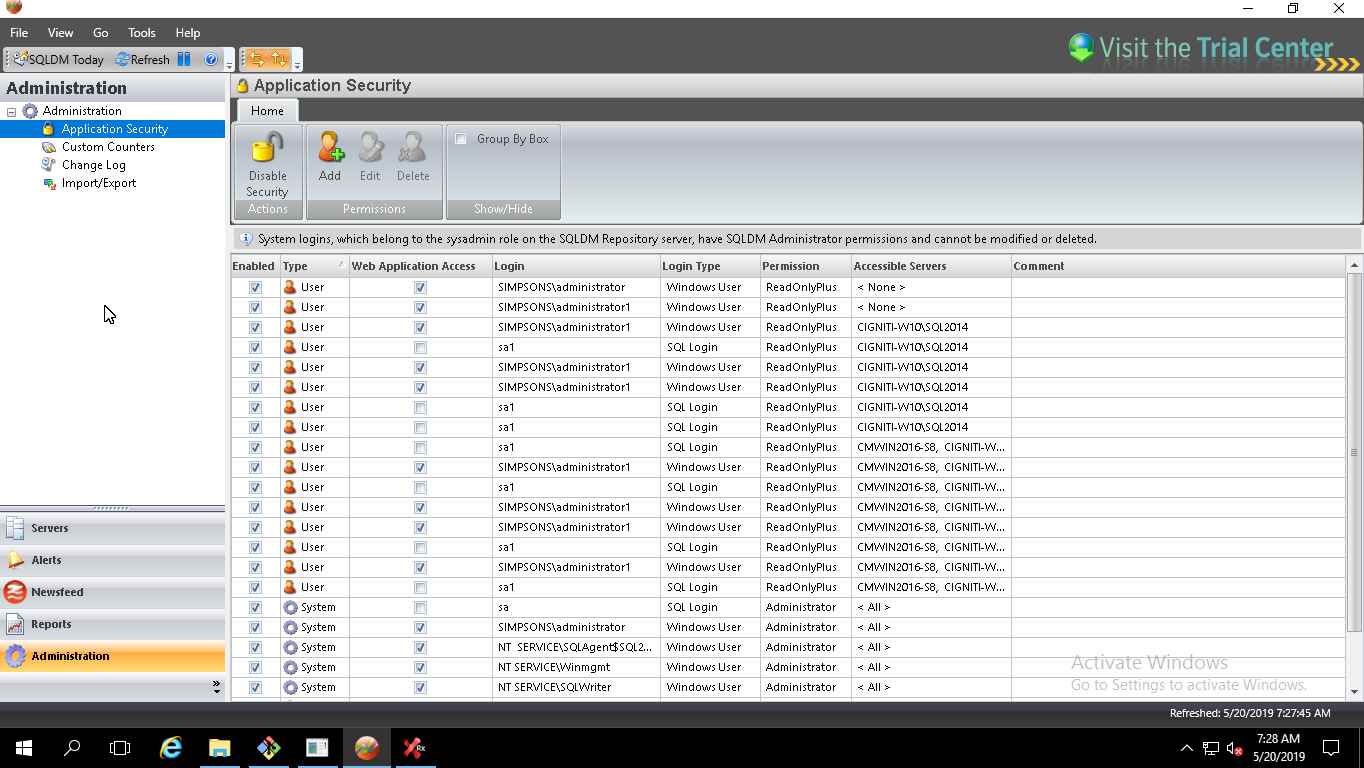 File View Go Tools Help
SQLDM Today Refresh
Visit the Trial Center
Administration
Application Security
Administration
Application Security
Custom Counters
Change Log
Import/Export
Home
Disable Security
Add
Edit
Delete
Group By Box
Actions
Permissions
Show/Hide
System logins, which belong to the sysadmin role on the SQLDM Repository server, have SQLDM Administrator permissions and cannot be modified or deleted.
Enabled Type Web Application Access Login Login Type Permission Accessible Servers Comment
User SIMPSONS\administrator Windows User ReadOnlyPlus < None >
User SIMPSONS\administrator1 Windows User ReadOnlyPlus < None >
User SIMPSONS\administrator1 Windows User ReadOnlyPlus CIGNITI-W10\SQL2014
User sa1 SQL Login ReadOnlyPlus CIGNITI-W10\SQL2014
User SIMPSONS\administrator1 Windows User ReadOnlyPlus CIGNITI-W10\SQL2014
User SIMPSONS\administrator1 Windows User ReadOnlyPlus CIGNITI-W10\SQL2014
User sa1 SQL Login ReadOnlyPlus CIGNITI-W10\SQL2014
User sa1 SQL Login ReadOnlyPlus CIGNITI-W10\SQL2014
User sa1 SQL Login ReadOnlyPlus CMWIN2016-S8, CIGNITI-W...
User SIMPSONS\administrator1 Windows User ReadOnlyPlus CMWIN2016-S8, CIGNITI-W...
User sa1 SQL Login ReadOnlyPlus CMWIN2016-S8, CIGNITI-W...
User SIMPSONS\administrator1 Windows User ReadOnlyPlus CMWIN2016-S8, CIGNITI-W...
User SIMPSONS\administrator1 Windows User ReadOnlyPlus CMWIN2016-S8, CIGNITI-W...
User sa1 SQL Login ReadOnlyPlus CMWIN2016-S8, CIGNITI-W...
User SIMPSONS\administrator1 Windows User ReadOnlyPlus CMWIN2016-S8, CIGNITI-W...
User sa1 SQL Login ReadOnlyPlus CMWIN2016-S8, CIGNITI-W...
System sa SQL Login Administrator < All >
System SIMPSONS\administrator Windows User Administrator < All >
System NT SERVICE\SQLAgent$SQL2... Windows User Administrator < All >
System NT SERVICE\Winmgmt Windows User Administrator < All >
System NT SERVICE\SQLWriter Windows User Administrator < All >
Servers
Alerts
Newsfeed
Reports
Administration
Activate Windows
Go to Settings to activate Windows.
Refreshed: 5/20/2019 7:27:45 AM
Rx
7:28 AM
5/20/2019